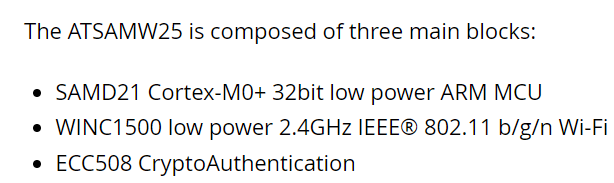 The ATSAMW25 is composed of three main blocks:
• SAMD21 Cortex-M0+ 32bit low power ARM MCU
• WINC1500 low power 2.4GHz IEEE® 802.11 b/g/n Wi-Fi
• ECC508 CryptoAuthentication